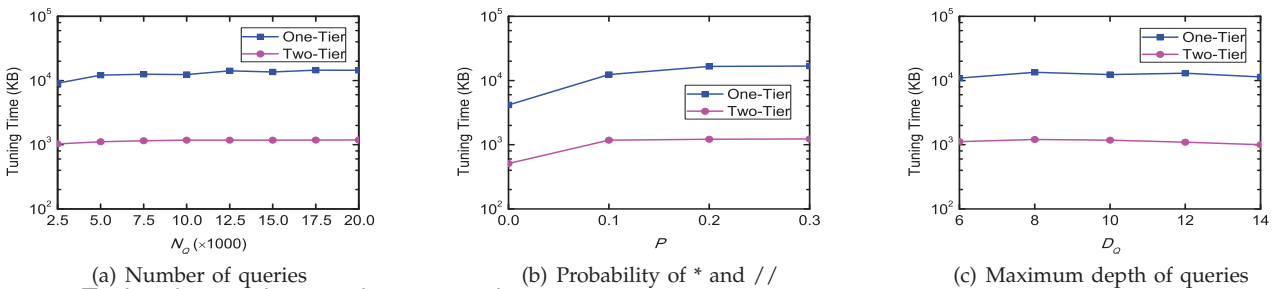 10^5
10^4
10^3
10^2
Tuning Time (KB)
One-Tier
Two-Tier
2.5 5.0 7.5 10.0 12.5 15.0 17.5 20.0
N_Q (×1000)
(a) Number of queries
10^5
10^4
10^3
10^2
Tuning Time (KB)
One-Tier
Two-Tier
0.0 0.1 0.2 0.3
P
(b) Probability of * and //
10^5
10^4
10^3
10^2
Tuning Time (KB)
One-Tier
Two-Tier
6 8 10 12 14
D_Q
(c) Maximum depth of queries